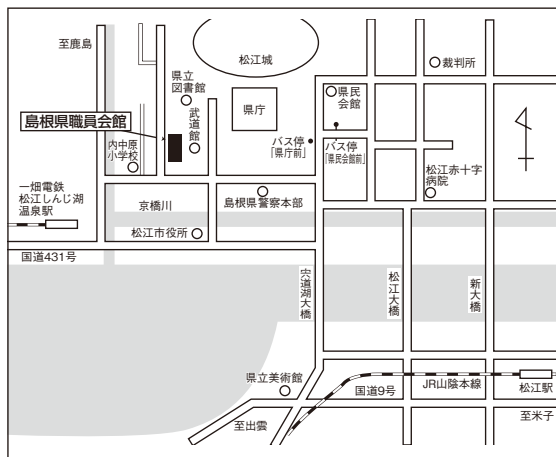 至鹿島
松江城
裁判所
県立
図書館
県民
会館
県庁
武道館
島根県職員会館
バス停
「県庁前」
バス停
「県民会館前」
内中原
小学校
松江赤十字
病院
一畑電鉄
松江しんじ湖
温泉駅
京橋川
島根県警察本部
松江市役所
国道431号
宍道湖大橋
松江大橋
新大橋
県立美術館
国道9号
JR山陰本線
松江駅
至出雲
至米子